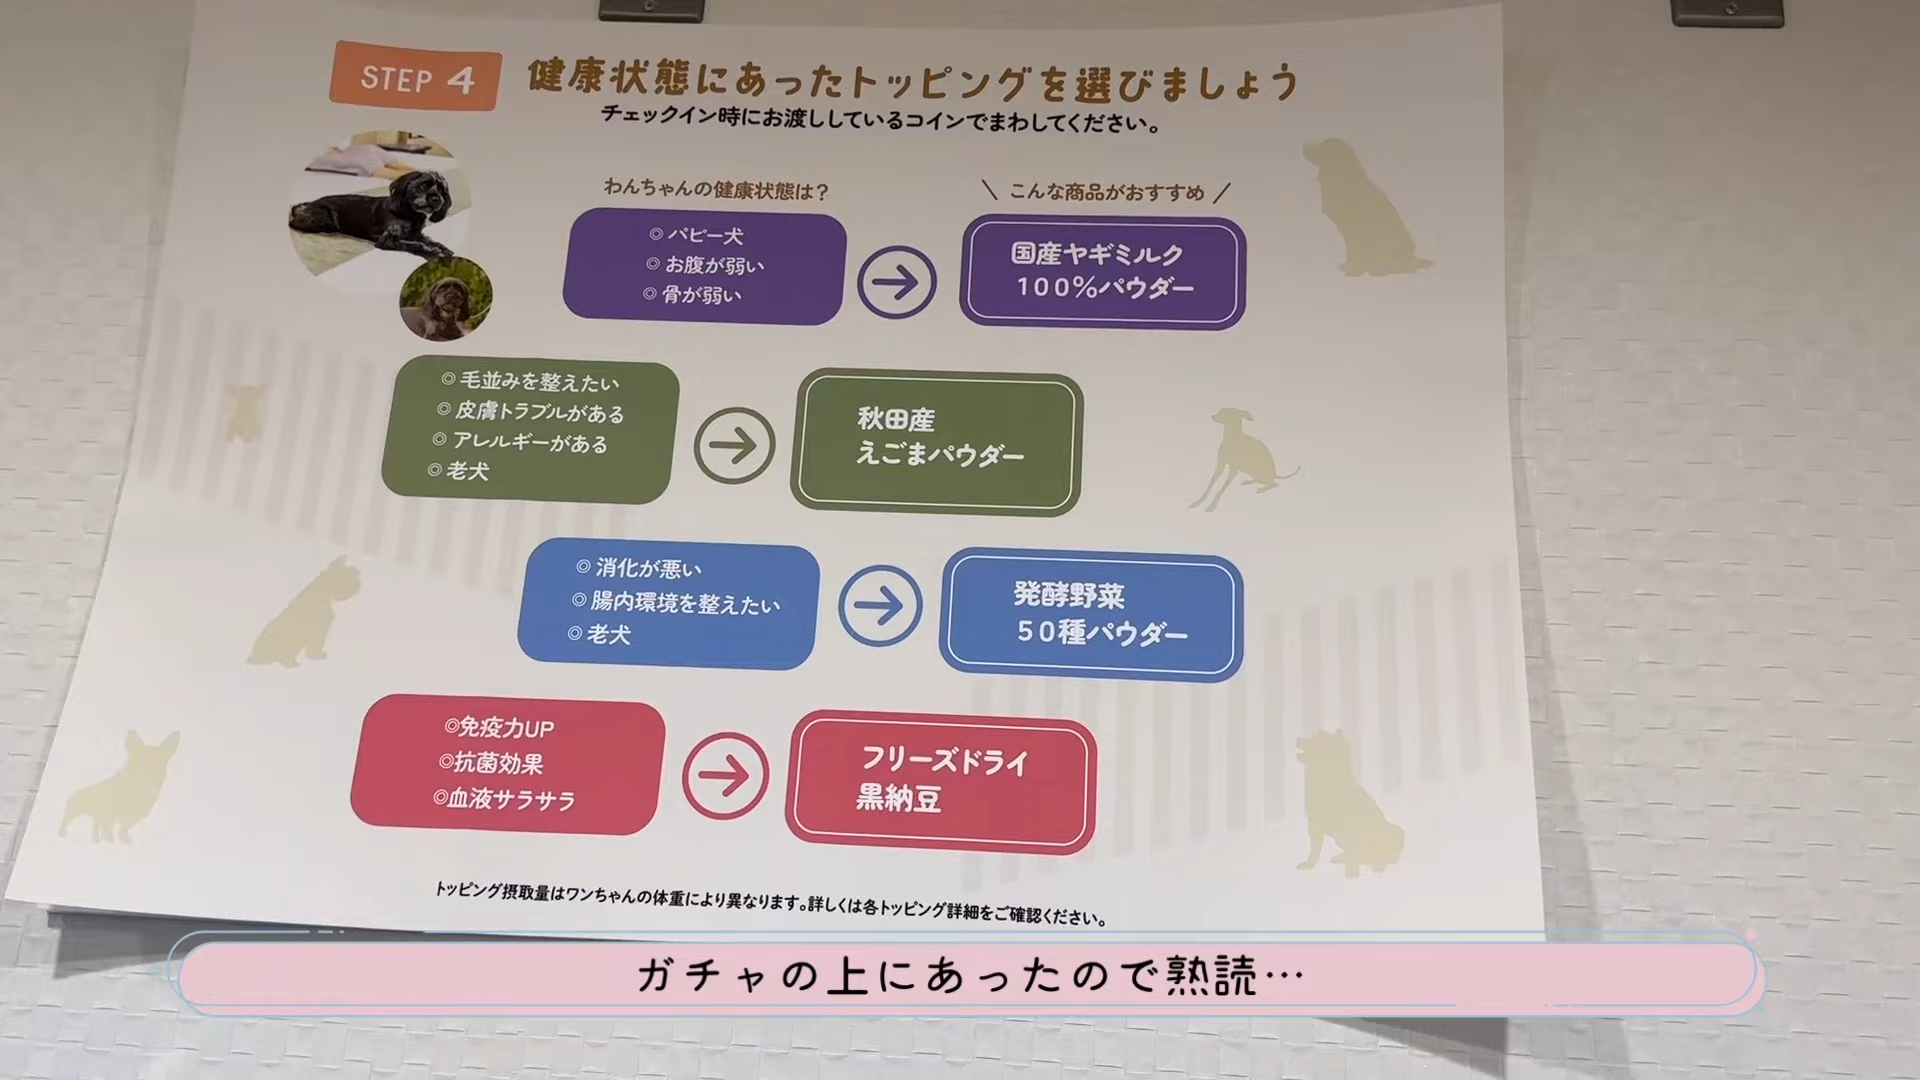 STEP 4
健康状態にあったトッピングを選びましょう
チェックイン時にお渡ししているコインでまわしてください。
わんちゃんの健康状態は?
\ こんな商品がおすすめ /
◎パピー犬
◎お腹が弱い
◎骨が弱い
国産ヤギミルク
100%パウダー
◎毛並みを整えたい
◎皮膚トラブルがある
◎アレルギーがある
◎老犬
秋田産
えごまパウダー
◎消化が悪い
◎腸内環境を整えたい
◎老犬
発酵野菜
50種パウダー
◎免疫力UP
◎抗菌効果
◎血液サラサラ
フリーズドライ
黒納豆
トッピング摂取量はワンちゃんの体重により異なります。詳しくは各トッピング詳細をご確認ください。
ガチャの上にあったので熟読…